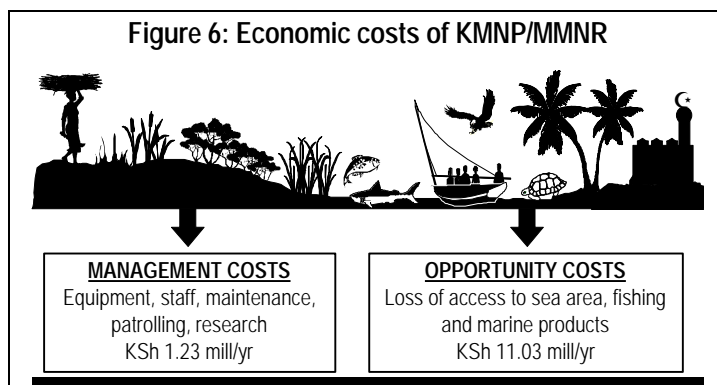 Figure 6: Economic costs of KMNP/MMNR
MANAGEMENT COSTS
Equipment, staff, maintenance,
patrolling, research
KSh 1.23 mill/yr
OPPORTUNITY COSTS
Loss of access to sea area, fishing
and marine products
KSh 11.03 mill/yr